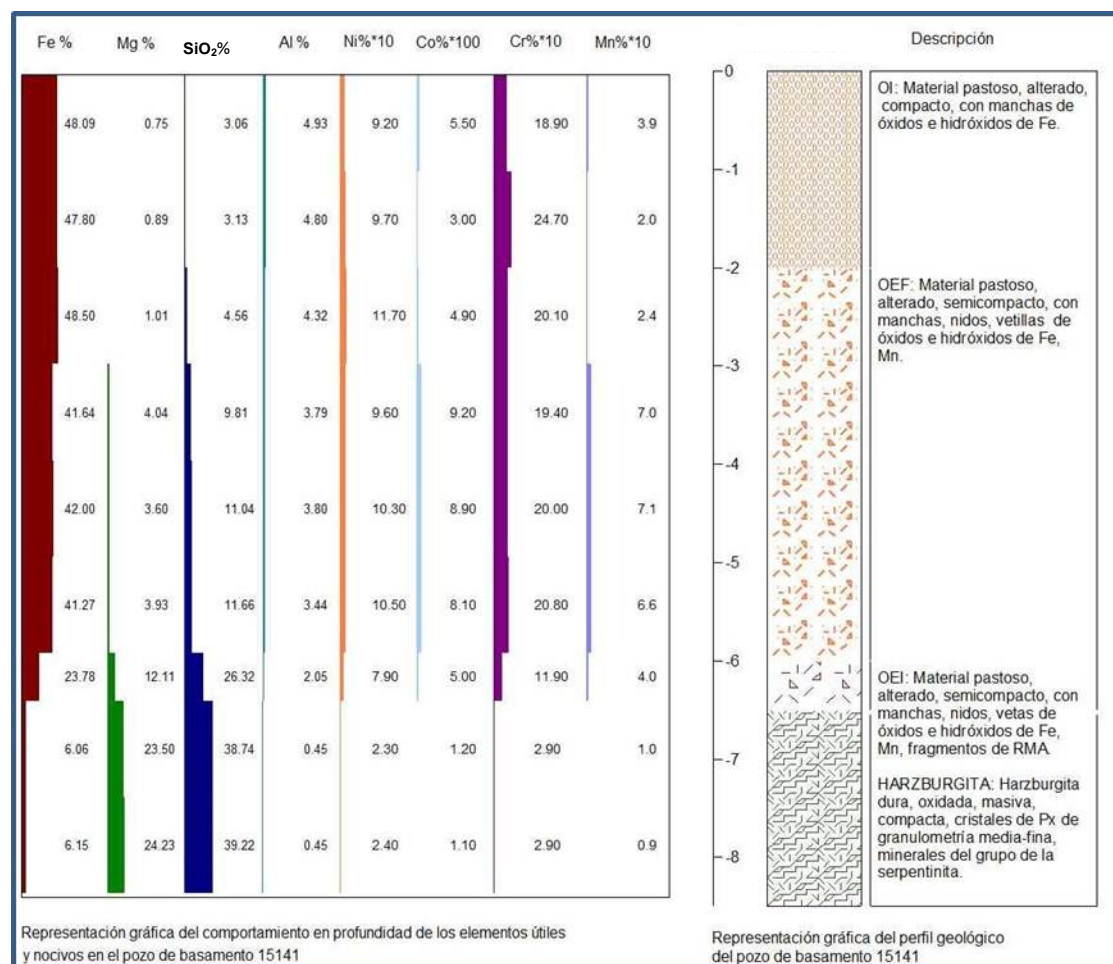 Fe % Mg % SiO₂% Al % Ni%*10 Co%*100 Cr%*10 Mn%*10
48.09 0.75 3.06 4.93 9.20 5.50 18.90 3.9
47.80 0.89 3.13 4.80 9.70 3.00 24.70 2.0
48.50 1.01 4.56 4.32 11.70 4.90 20.10 2.4
41.64 4.04 9.81 3.79 9.60 9.20 19.40 7.0
42.00 3.60 11.04 3.80 10.30 8.90 20.00 7.1
41.27 3.93 11.66 3.44 10.50 8.10 20.80 6.6
23.78 12.11 26.32 2.05 7.90 5.00 11.90 4.0
6.06 23.50 38.74 0.45 2.30 1.20 2.90 1.0
6.15 24.23 39.22 0.45 2.40 1.10 2.90 0.9
Representación gráfica del comportamiento en profundidad de los elementos útiles
y nocivos en el pozo de basamento 15141
Descripción
0
-1
-2
-3
-4
-5
-6
-7
-8
OI: Material pastoso, alterado,
compacto, con manchas de
óxidos e hidróxidos de Fe.
OEF: Material pastoso,
alterado, semicompacto, con
manchas, nidos, vetillas de
óxidos e hidróxidos de Fe,
Mn.
OEI: Material pastoso,
alterado, semicompacto, con
manchas, nidos, vetas de
óxidos e hidróxidos de Fe,
Mn, fragmentos de RMA.
HARZBURGITA: Harzburgita
dura, oxidada, masiva,
compacta, cristales de Px de
granulometría media-fina,
minerales del grupo de la
serpentinita.
Representación gráfica del perfil geológico
del pozo de basamento 15141